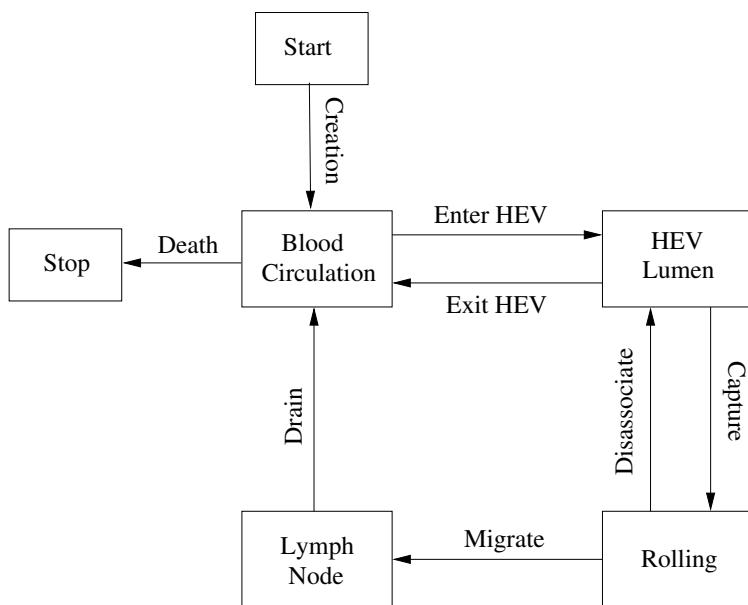 Start
Creation
Enter HEV
Blood
Circulation
HEV
Lumen
Death
Stop
Exit HEV
Drain
Disassociate
Capture
Migrate
Lymph
Node
Rolling